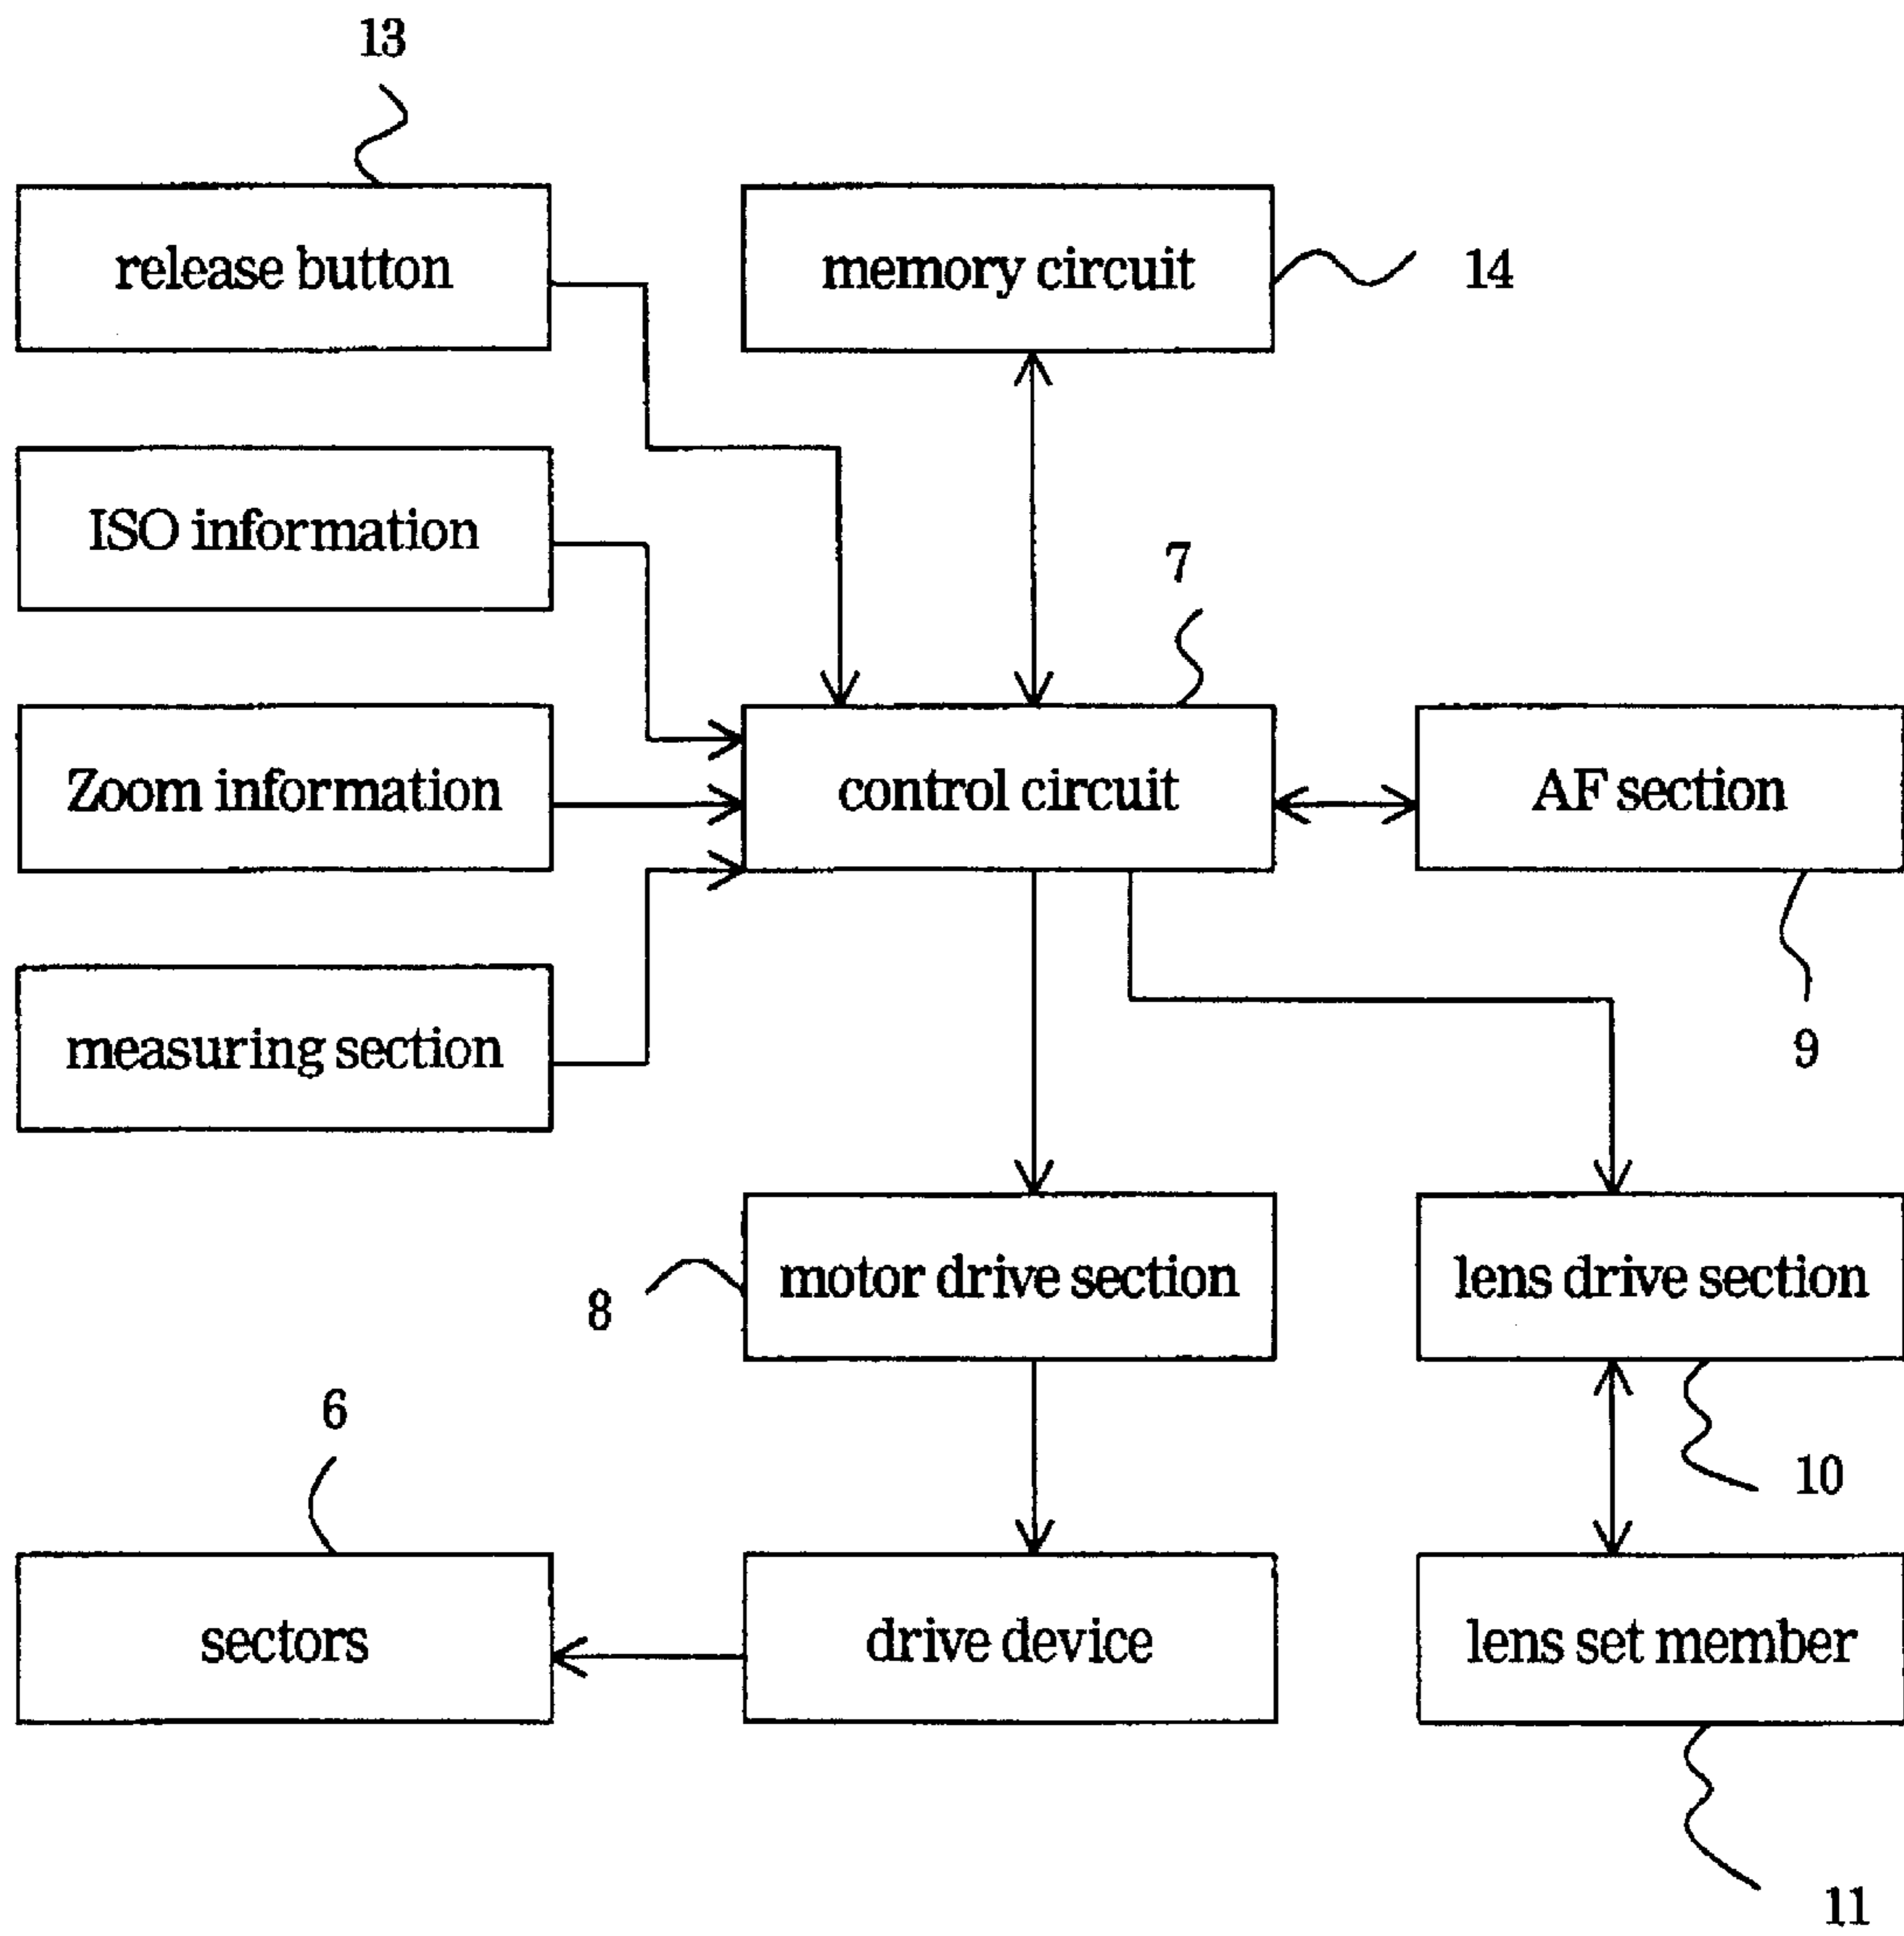 13
release button
memory circuit
14
ISO information
7
Zoom information
control circuit
AF section
measuring section
9
motor drive section
lens drive section
8
6
10
sectors
drive device
lens set member
11